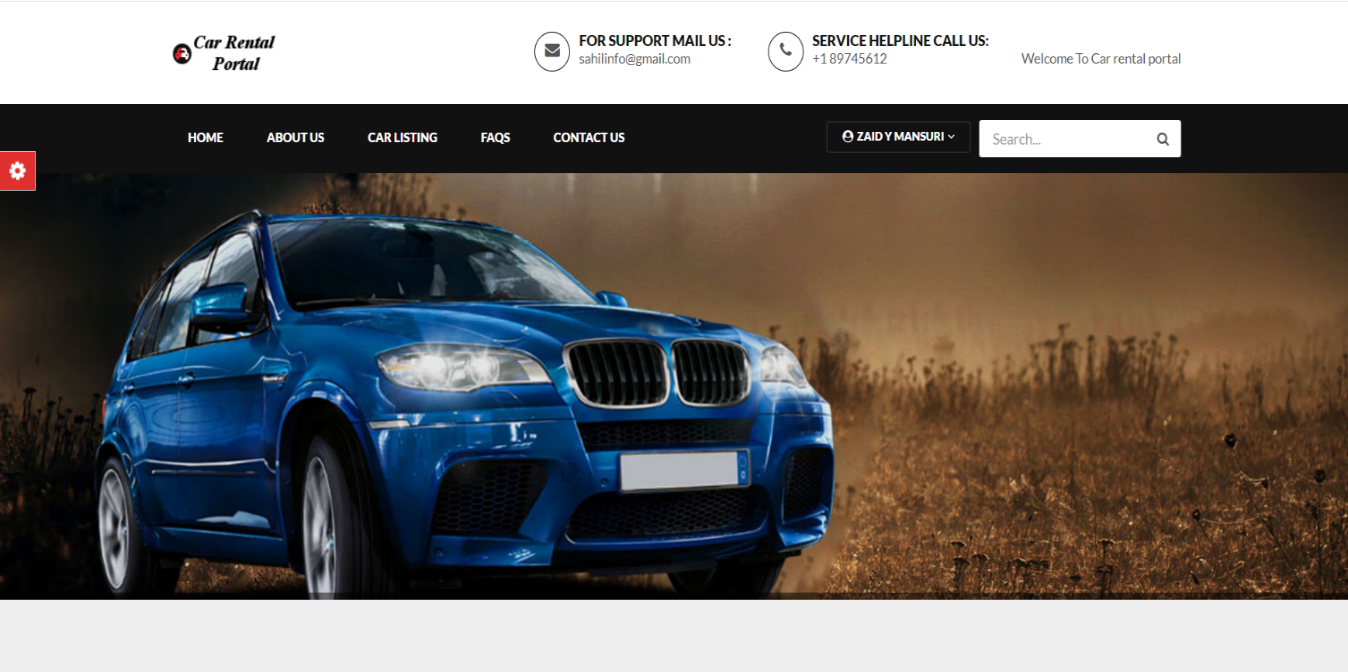 Car Rental
Portal
FOR SUPPORT MAIL US :
sahilinfo@gmail.com
SERVICE HELPLINE CALL US:
+1 89745612
Welcome To Car rental portal
HOME
ABOUT US
CAR LISTING
FAQS
CONTACT US
ZAID Y MANSURI
Search...